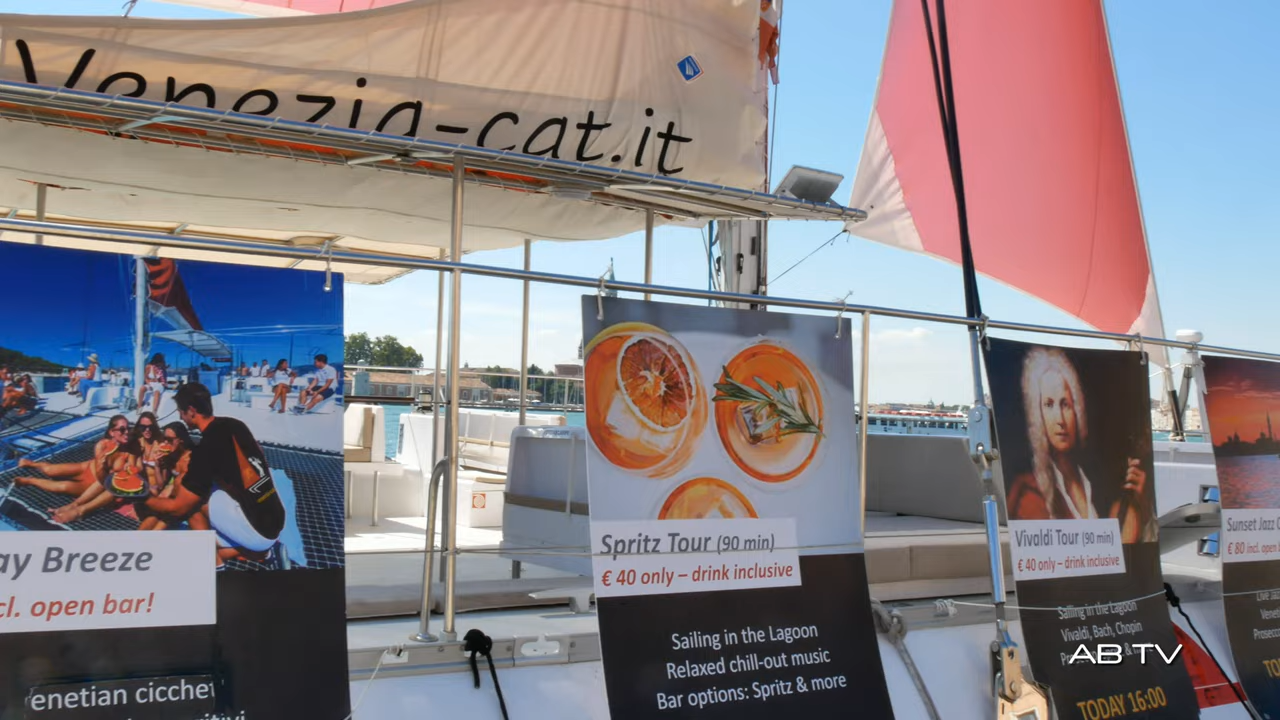 Venezia-cat.it
ay Breeze
cl. open bar!
enetian cicchet
Spritz Tour (90 min)
€ 40 only – drink inclusive
Sailing in the Lagoon
Relaxed chill-out music
Bar options: Spritz & more
Vivaldi Tour (90 min)
€ 40 only – drink inclusive
Sailing in the Lagoon
Vivaldi, Bach, Chopin
TODAY 16:00
Sunset Jazz
€ 80 incl. open
AB TV